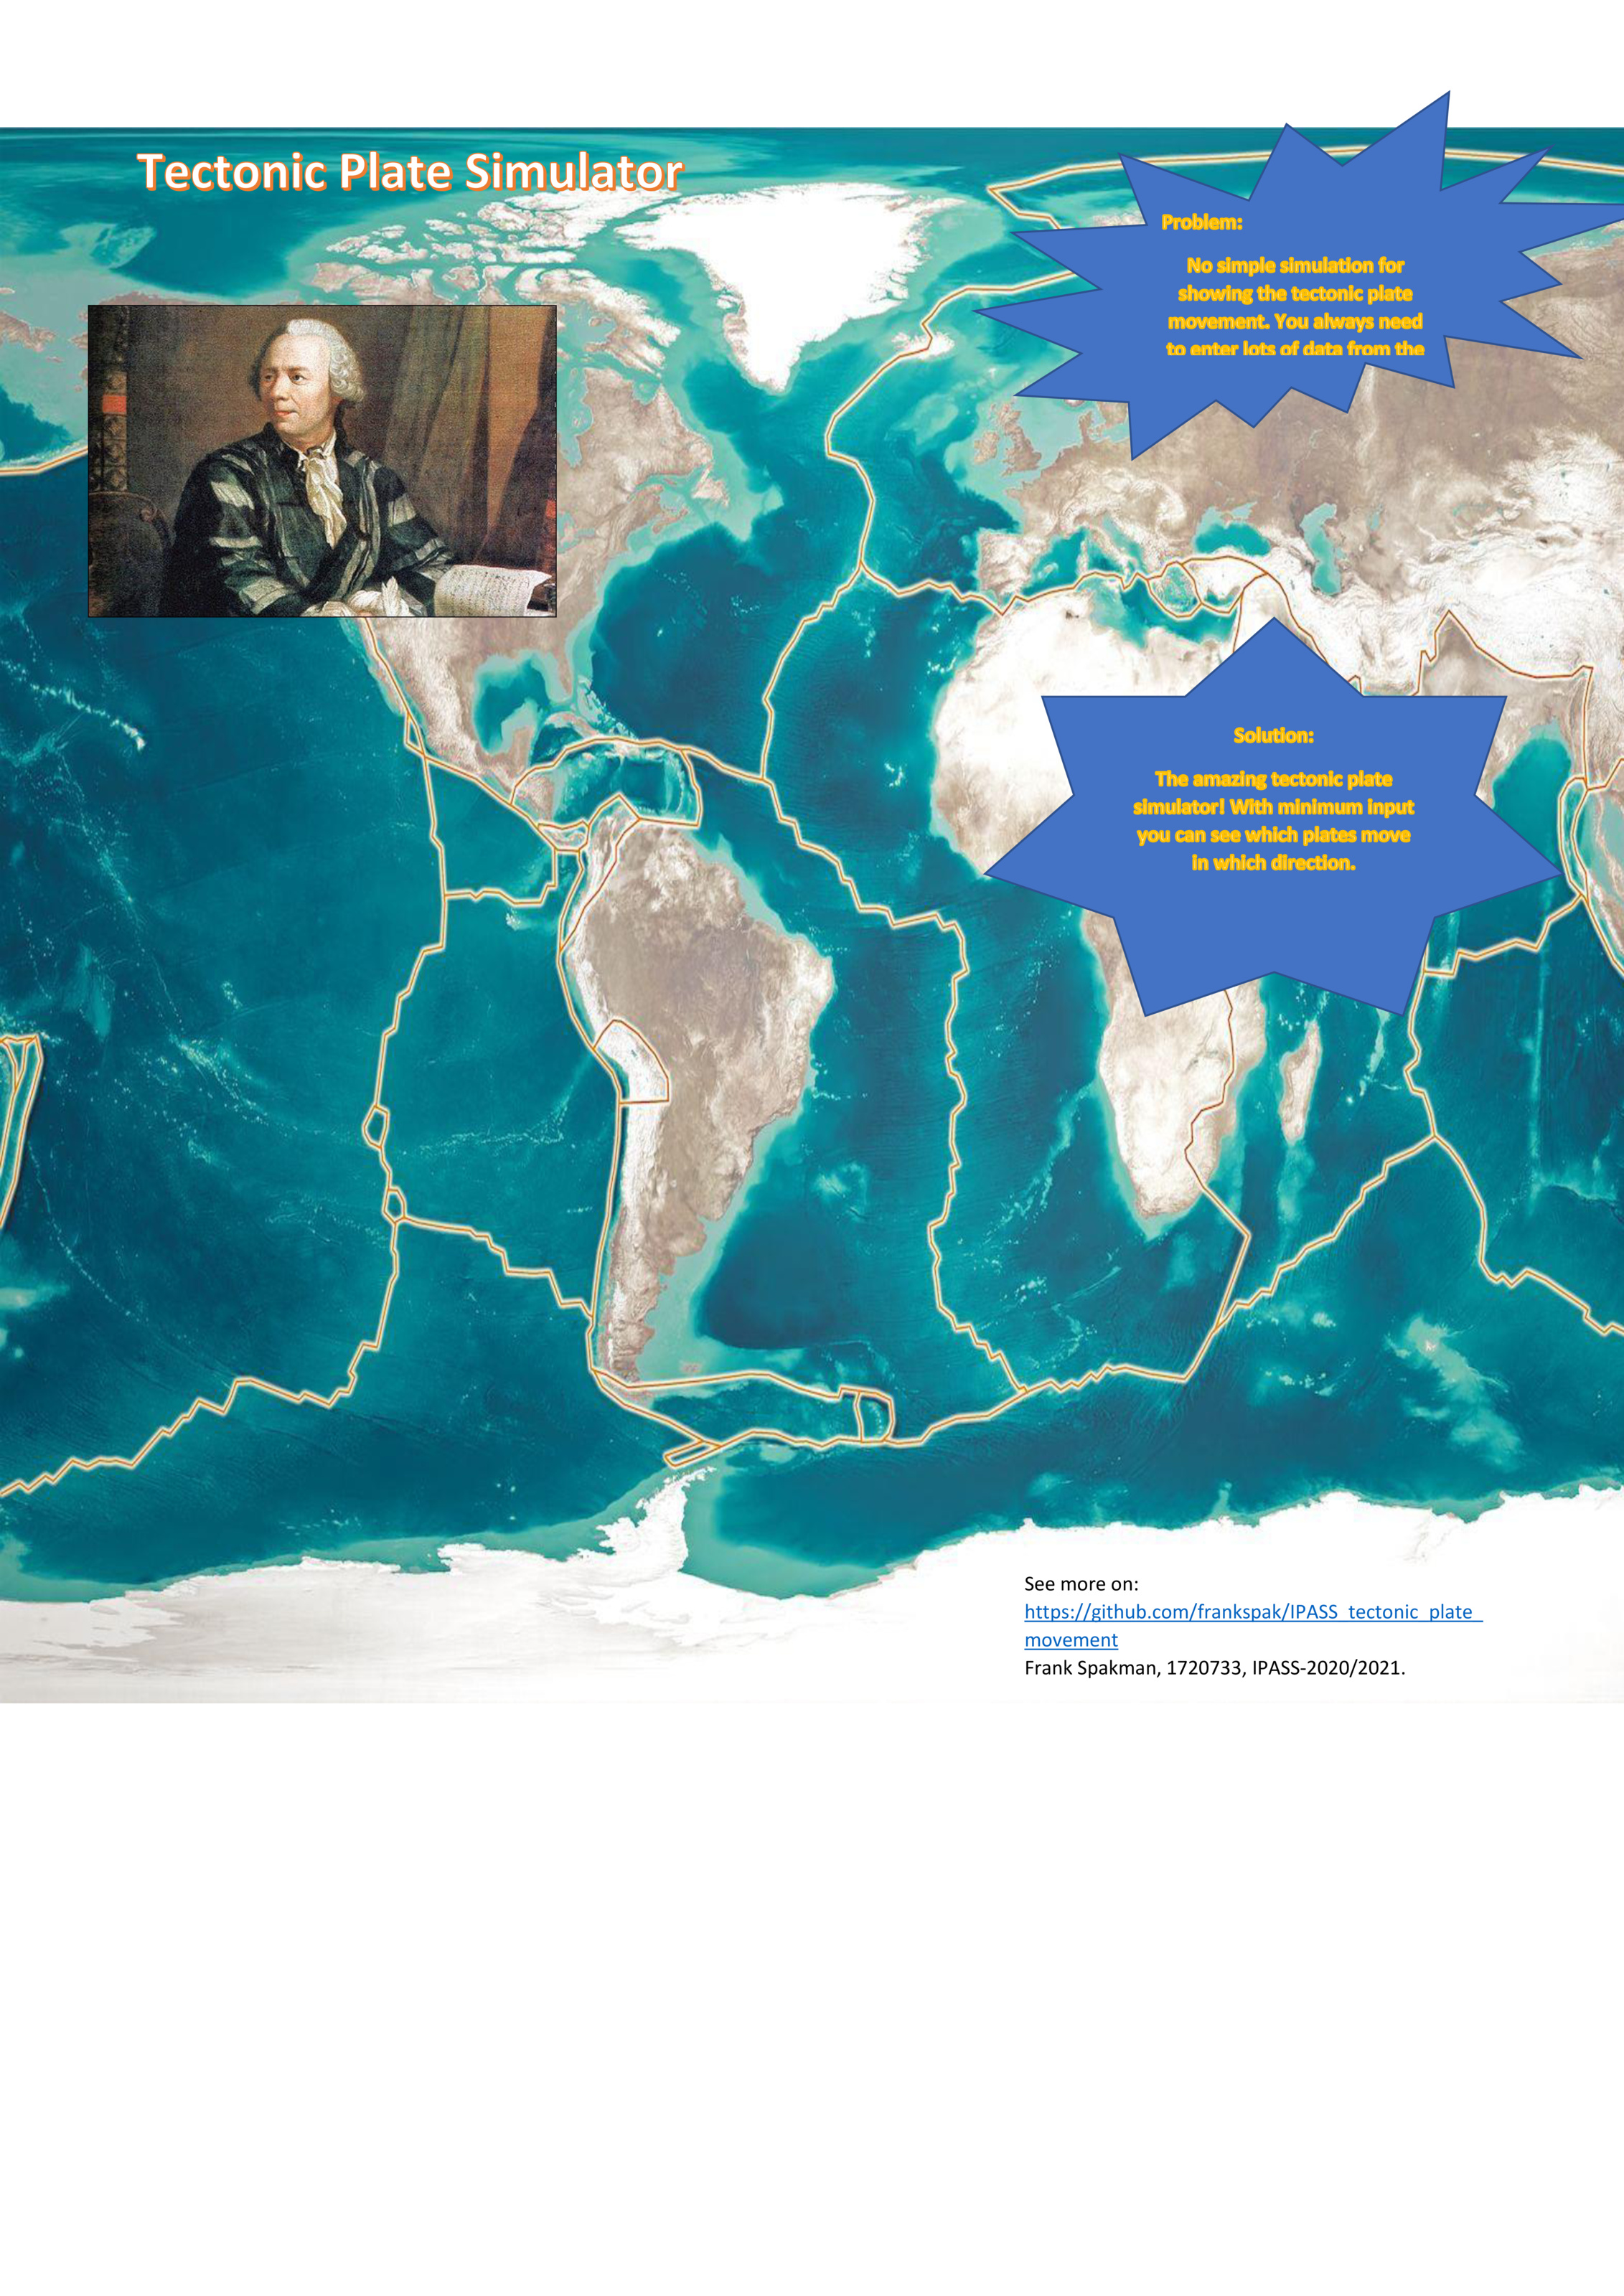 Tectonic Plate Simulator
Problem:
No simple simulation for
showing the tectonic plate
movement. You always need
to enter lots of data from the
Solution:
The amazing tectonic plate
simulator! With minimum input
you can see which plates move
in which direction.
See more on:
https://github.com/frankspak/IPASS_tectonic_plate_
movement
Frank Spakman, 1720733, IPASS-2020/2021.